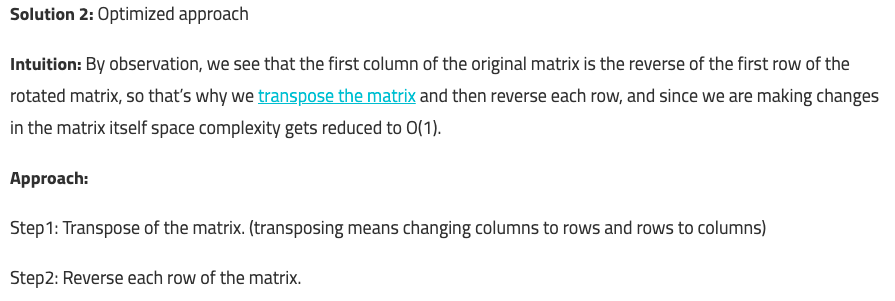 Solution 2: Optimized approach
Intuition: By observation, we see that the first column of the original matrix is the reverse of the first row of the
rotated matrix, so that's why we transpose the matrix and then reverse each row, and since we are making changes
in the matrix itself space complexity gets reduced to O(1).
Approach:
Step1: Transpose of the matrix. (transposing means changing columns to rows and rows to columns)
Step2: Reverse each row of the matrix.